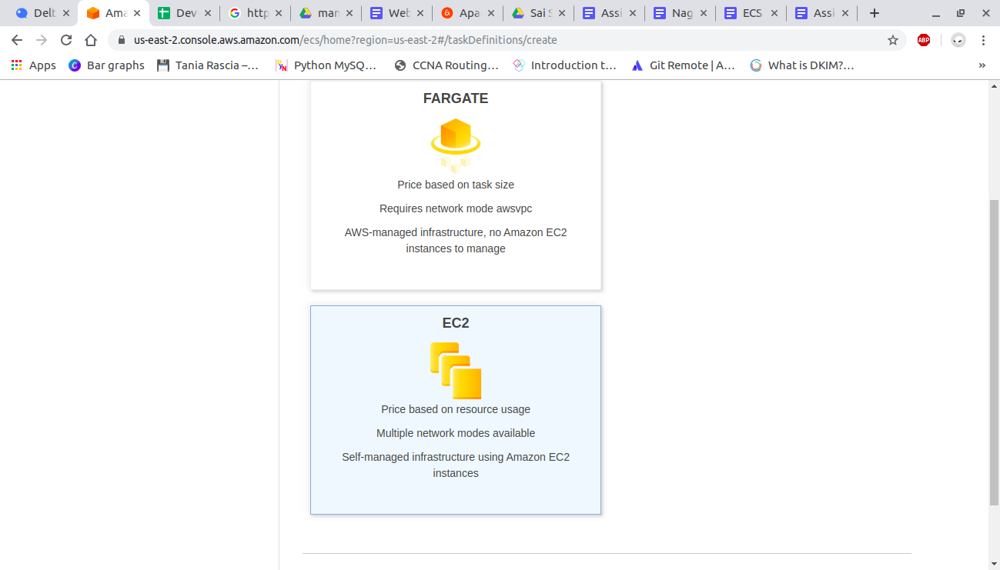 Delt
Ama
Dev
http
man
Web
Apa
Sai S
Assi
Nag
ECS
Assi
us-east-2.console.aws.amazon.com/ecs/home?region=us-east-2#/taskDefinitions/create
ABP
Apps
C
Bar graphs
Tania Rascia –...
Python MySQ...
CCNA Routing...
Introduction t...
Git Remote | A...
What is DKIM?...
»
FARGATE
Price based on task size
Requires network mode awsvpc
AWS-managed infrastructure, no Amazon EC2
instances to manage
EC2
Price based on resource usage
Multiple network modes available
Self-managed infrastructure using Amazon EC2
instances